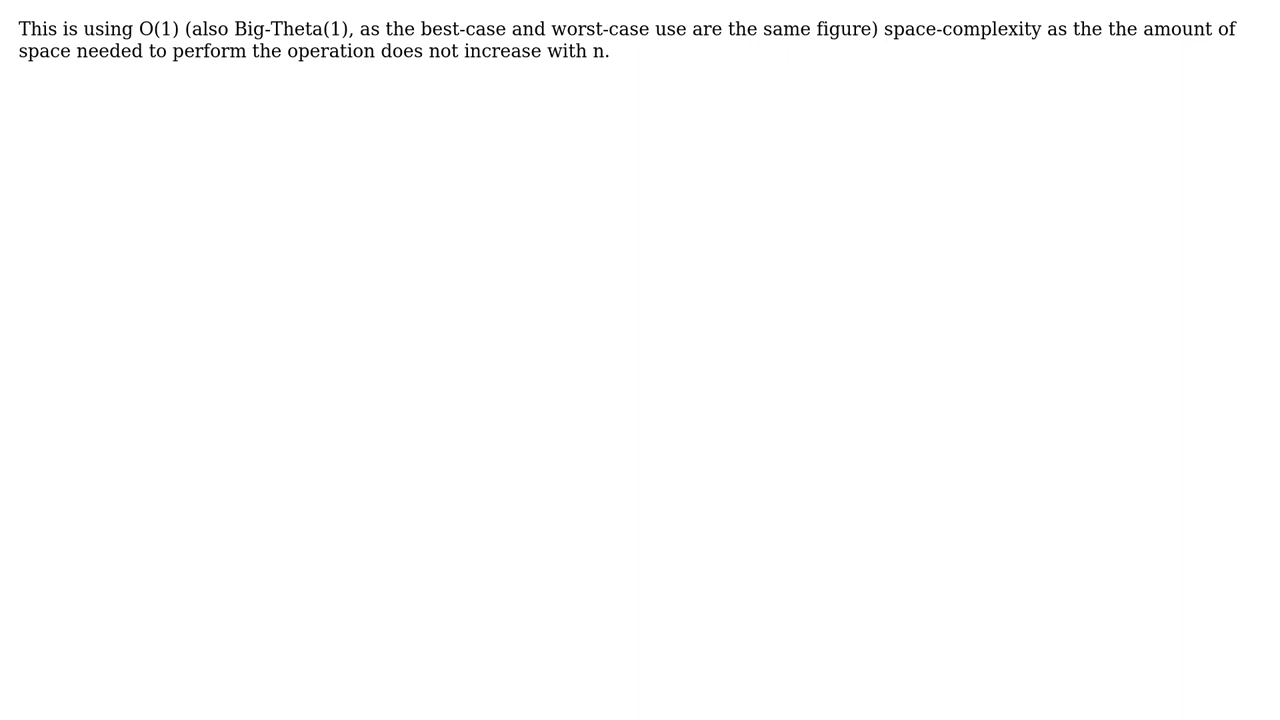 This is using O(1) (also Big-Theta(1), as the best-case and worst-case use are the same figure) space-complexity as the the amount of
space needed to perform the operation does not increase with n.